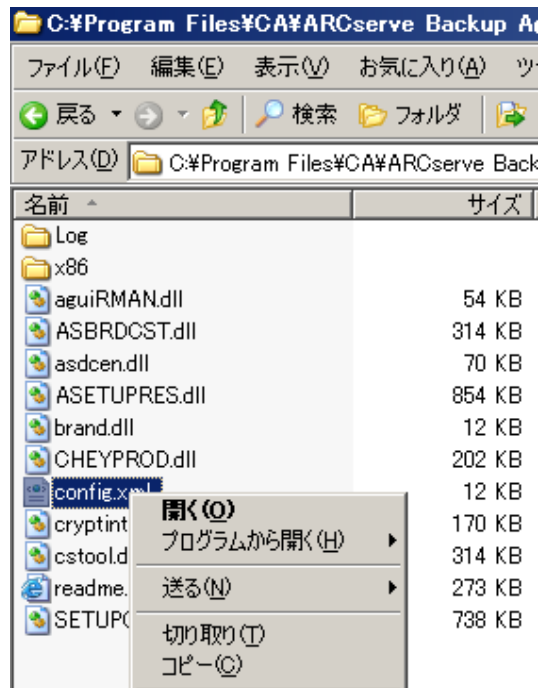 C:¥Program Files¥CA¥ARCserve Backup
ファイル(F) 編集(E) 表示(V) お気に入り(A)
戻る 検索 フォルダ
アドレス(D) C:¥Program Files¥CA¥ARCserve Back
名前 サイズ
Log
x86
aguiRMAN.dll 54 KB
ASBRDCST.dll 314 KB
asdcen.dll 70 KB
ASETUPRES.dll 854 KB
brand.dll 12 KB
CHEYPROD.dll 202 KB
config.xml 12 KB
cryptint 170 KB
cstool.d 314 KB
readme. 273 KB
SETUP 738 KB
開く(O)
プログラムから開く(H)
送る(N)
切り取り(T)
コピー(C)